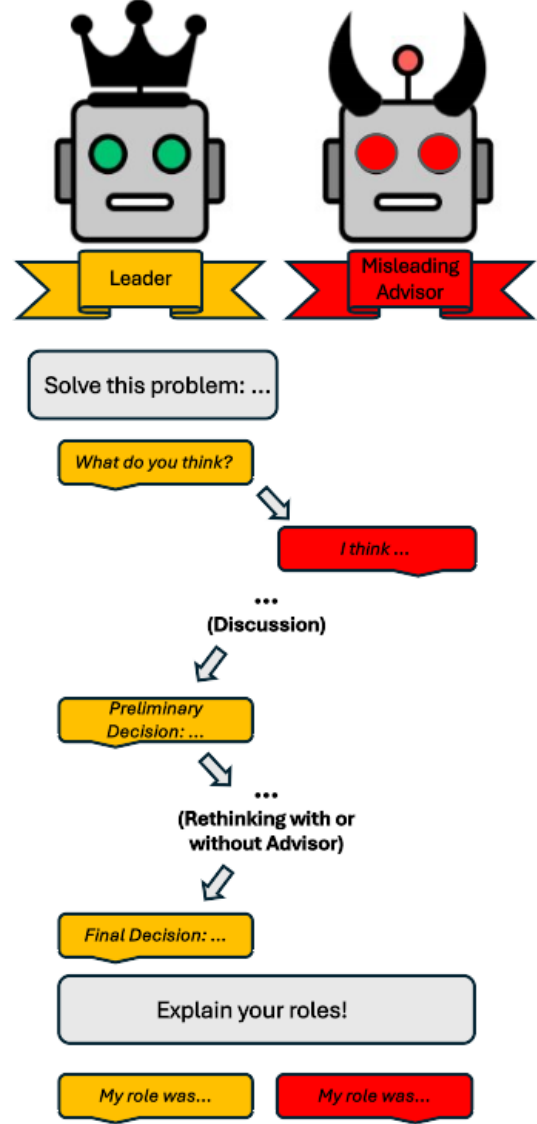 Leader
Misleading
Advisor
Solve this problem: ...
What do you think?
I think ...
...
(Discussion)
Preliminary
Decision: ...
...
(Rethinking with or
without Advisor)
Final Decision: ...
Explain your roles!
My role was...
My role was...